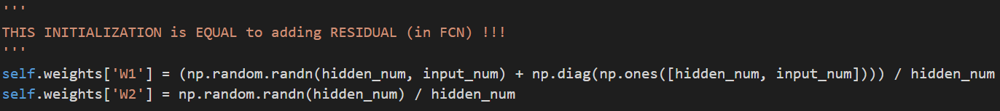 '''
THIS INITIALIZATION is EQUAL to adding RESIDUAL (in FCN) !!!
'''
self.weights['W1'] = (np.random.randn(hidden_num, input_num) + np.diag(np.ones([hidden_num, input_num]))) / hidden_num
self.weights['W2'] = np.random.randn(hidden_num) / hidden_num